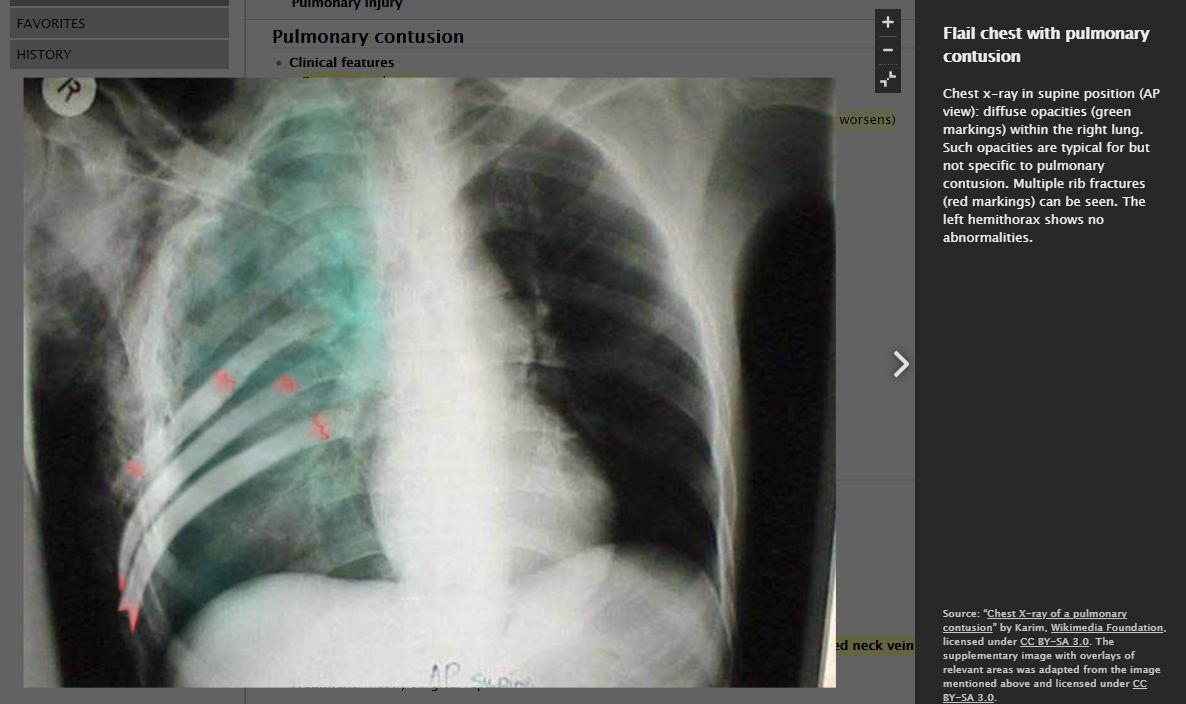 Pulmonary injury
FAVORITES
HISTORY
Pulmonary contusion
Clinical features
R
worsens)
ed neck vein
AP supine
Flail chest with pulmonary
contusion
Chest x-ray in supine position (AP
view): diffuse opacities (green
markings) within the right lung.
Such opacities are typical for but
not specific to pulmonary
contusion. Multiple rib fractures
(red markings) can be seen. The
left hemithorax shows no
abnormalities.
Source: “Chest X-ray of a pulmonary
contusion” by Karim, Wikimedia Foundation,
licensed under CC BY-SA 3.0. The
supplementary image with overlays of
relevant areas was adapted from the image
mentioned above and licensed under CC
BY-SA 3.0.